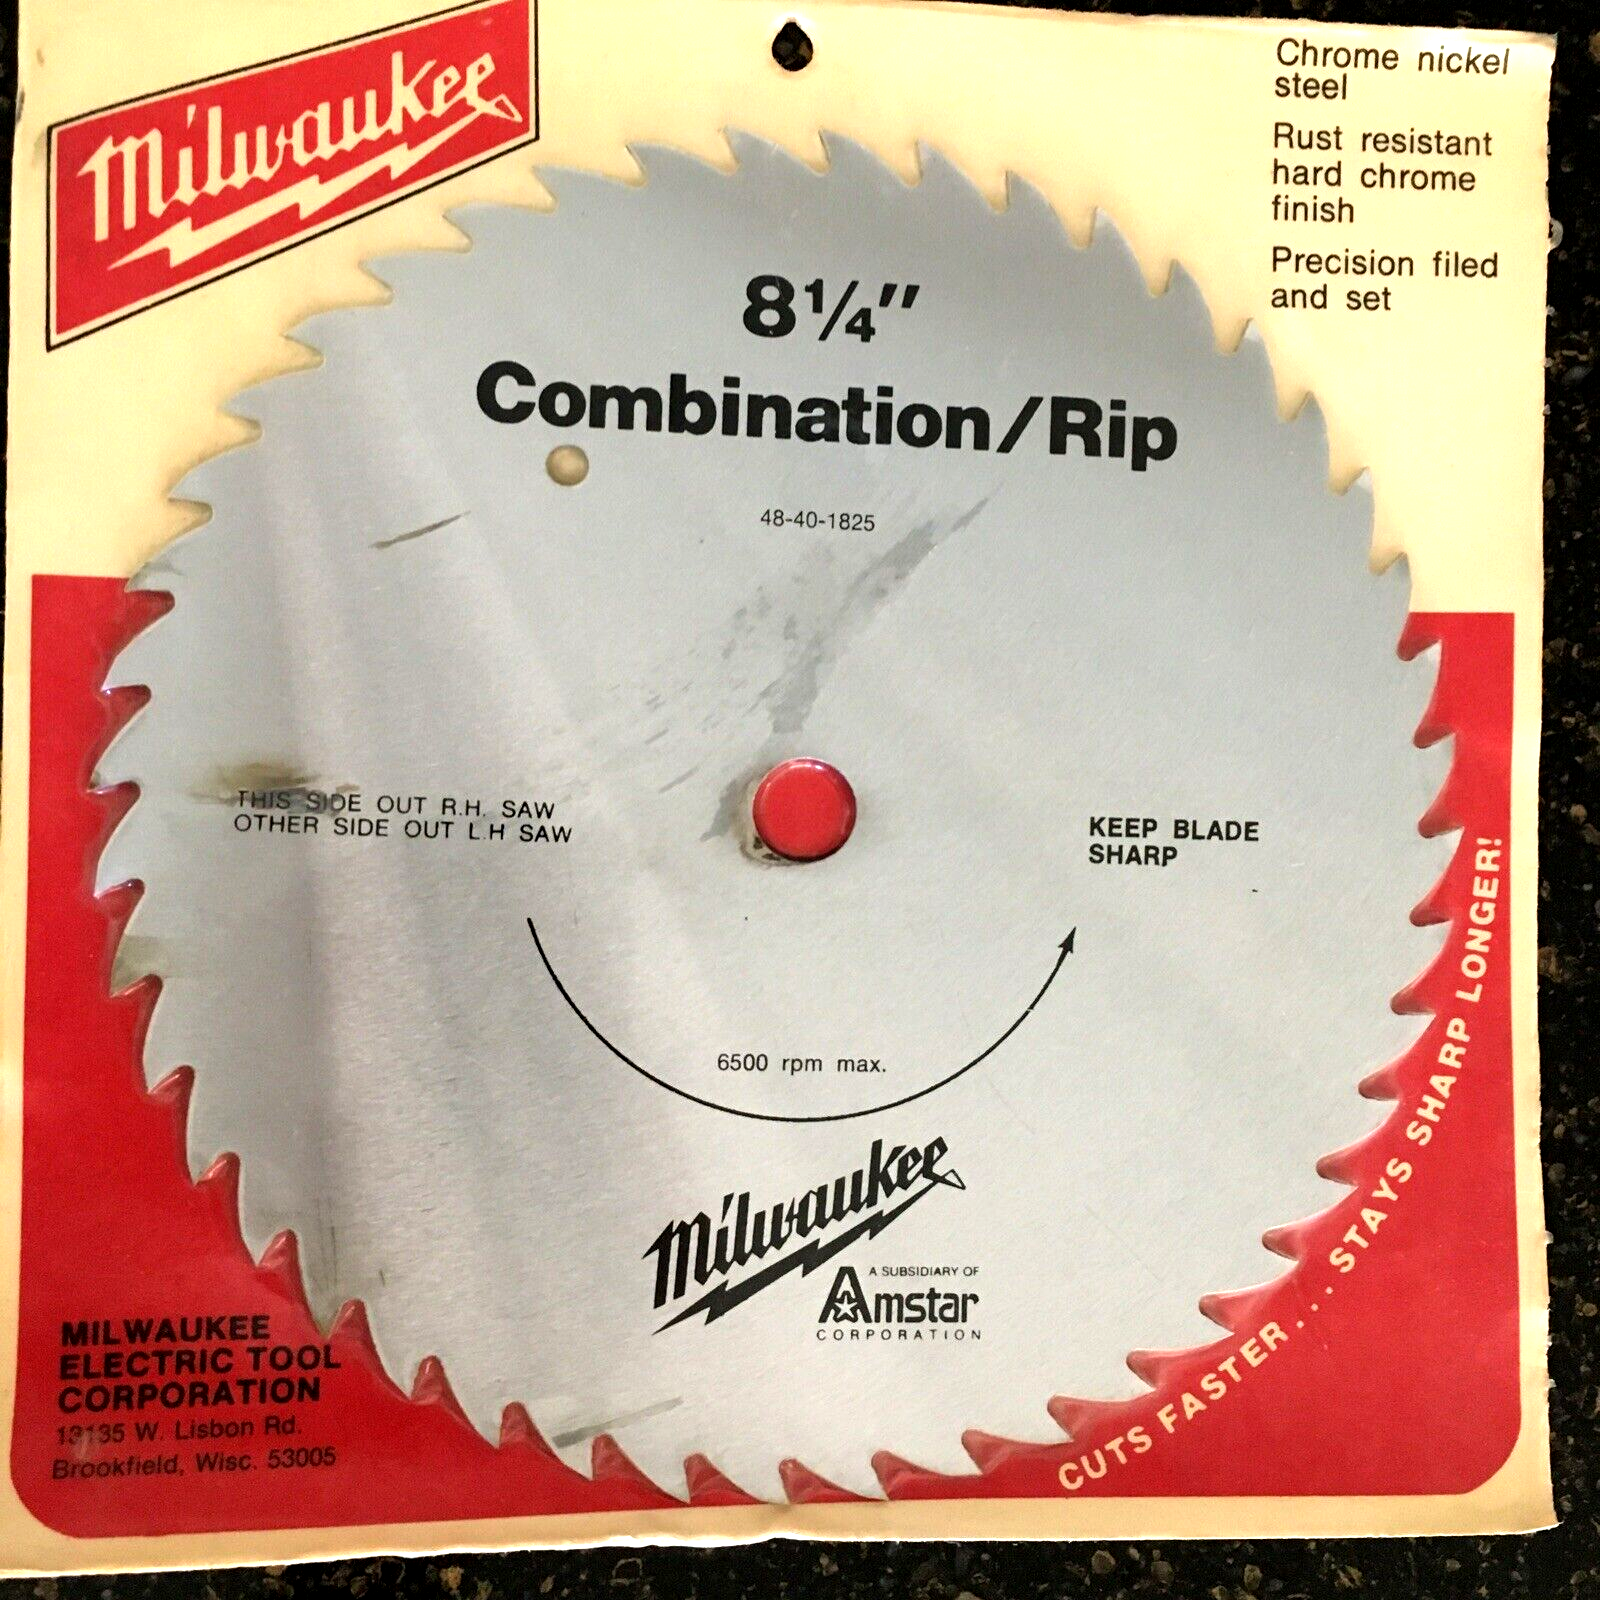 Milwaukee
Chrome nickel
steel
Rust resistant
hard chrome
finish
Precision filed
and set
8 1/4"
Combination/Rip
48-40-1825
THIS SIDE OUT R.H. SAW
OTHER SIDE OUT L.H SAW
KEEP BLADE
SHARP
6500 rpm max.
Milwaukee
A SUBSIDIARY OF
Amstar
CORPORATION
MILWAUKEE
ELECTRIC TOOL
CORPORATION
13135 W. Lisbon Rd.
Brookfield, Wisc. 53005
CUTS FASTER... STAYS SHARP LONGER!